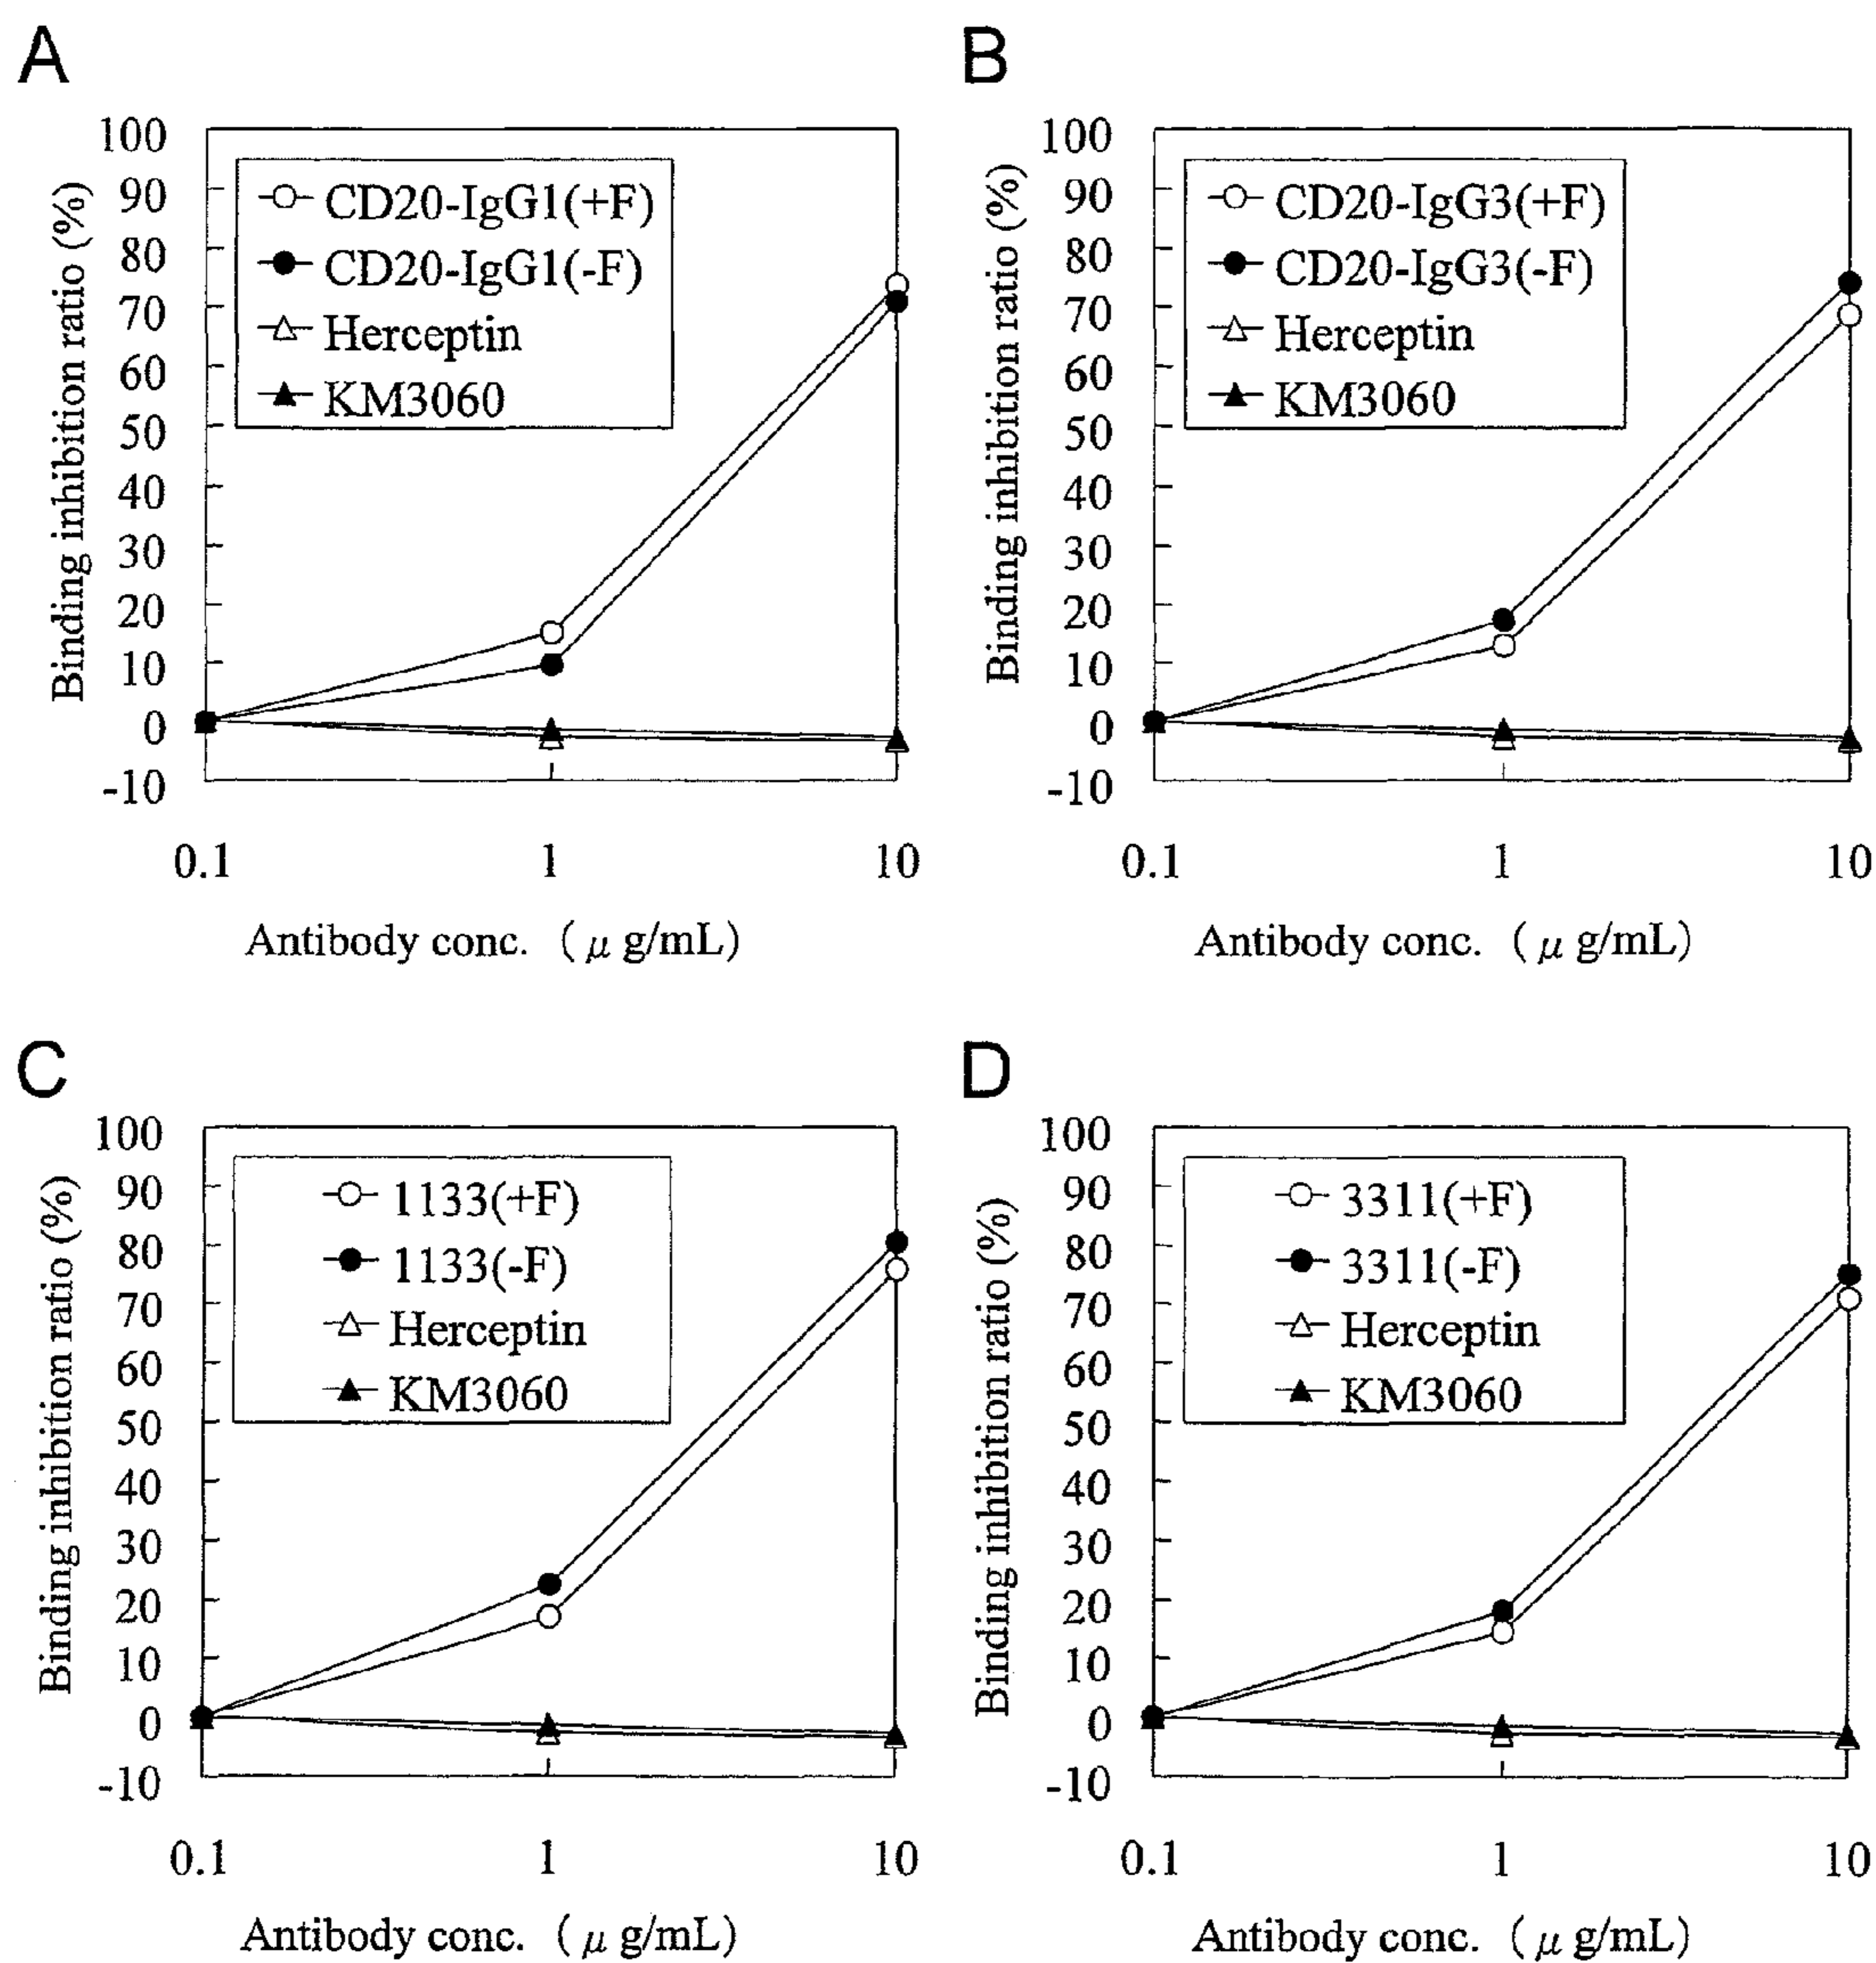 A
Binding inhibition ratio (%)
100
90
80
70
60
50
40
30
20
10
0
-10
CD20-IgG1(+F)
CD20-IgG1(-F)
Herceptin
KM3060
0.1 1 10
Antibody conc. (μ g/mL)
B
Binding inhibition ratio (%)
100
90
80
70
60
50
40
30
20
10
0
-10
CD20-IgG3(+F)
CD20-IgG3(-F)
Herceptin
KM3060
0.1 1 10
Antibody conc. (μ g/mL)
C
Binding inhibition ratio (%)
100
90
80
70
60
50
40
30
20
10
0
-10
1133(+F)
1133(-F)
Herceptin
KM3060
0.1 1 10
Antibody conc. (μ g/mL)
D
Binding inhibition ratio (%)
100
90
80
70
60
50
40
30
20
10
0
-10
3311(+F)
3311(-F)
Herceptin
KM3060
0.1 1 10
Antibody conc. (μ g/mL)